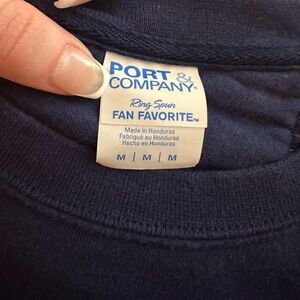 PORT &
COMPANY®
Ring Spun
FAN FAVORITE™
Made in Honduras
Fabriqué au Honduras
Hecho en Honduras
M | M | M